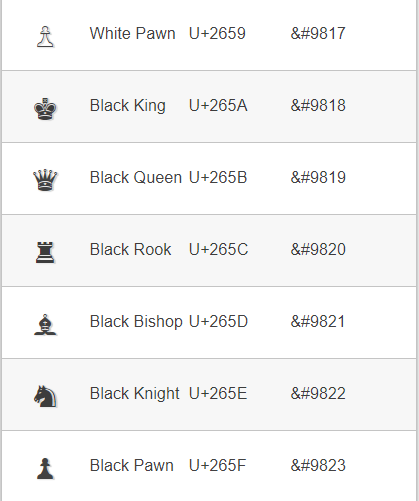 ♙ White Pawn U+2659 &#9817
♚ Black King U+265A &#9818
♛ Black Queen U+265B &#9819
♜ Black Rook U+265C &#9820
♝ Black Bishop U+265D &#9821
♞ Black Knight U+265E &#9822
♟ Black Pawn U+265F &#9823